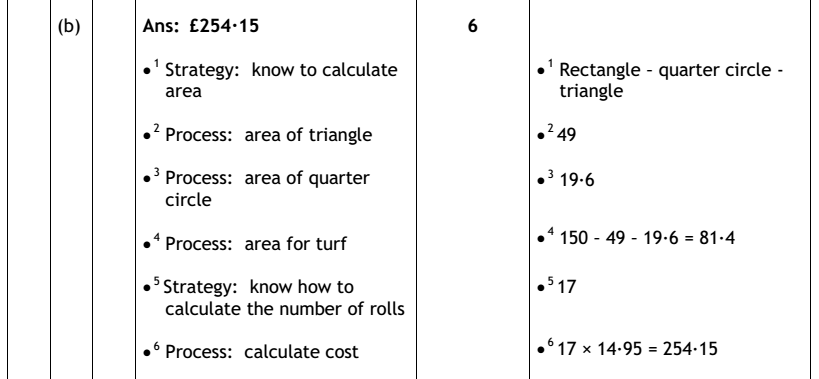 (b) Ans: £254·15 6
•¹ Strategy: know to calculate •¹ Rectangle – quarter circle -
area triangle
•² Process: area of triangle •² 49
•³ Process: area of quarter •³ 19·6
circle
•⁴ Process: area for turf •⁴ 150 – 49 – 19·6 = 81·4
•⁵ Strategy: know how to •⁵ 17
calculate the number of rolls
•⁶ Process: calculate cost •⁶ 17 × 14·95 = 254·15